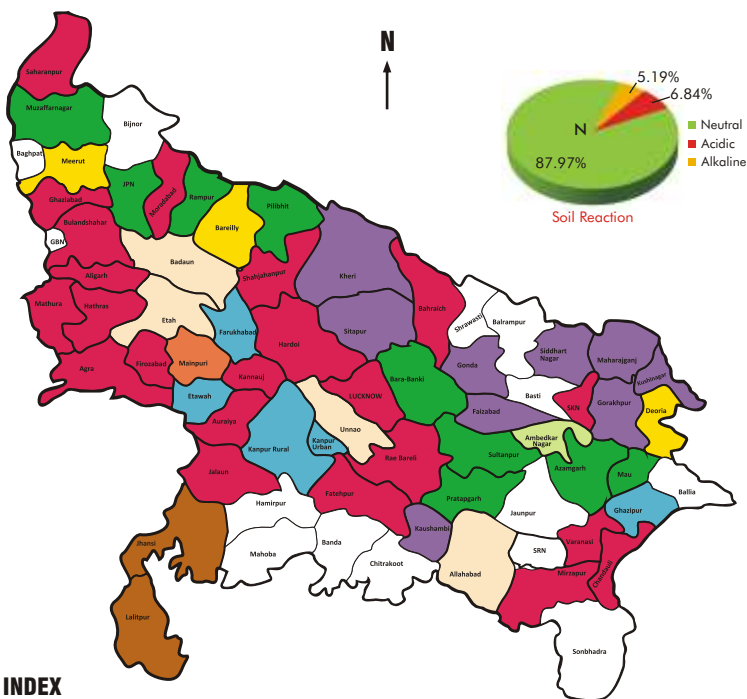 N
Saharanpur
Muzaffarnagar
Bijnor
Baghpat
Meerut
JPN
Moradabad
Rampur
Bareilly
Pilibhit
Ghaziabad
Bulandshahar
GBN
Badaun
Shahjahanpur
Kheri
Aligarh
Mathura
Hathras
Etah
Farukhabad
Hardoi
Sitapur
Bahraich
Shrawasti
Balrampur
Agra
Firozabad
Mainpuri
Kannauj
Etawah
Auraiya
LUCKNOW
Bara-Banki
Gonda
Siddhart
Nagar
Maharajganj
Kushinagar
Basti
SKN
Gorakhpur
Deoria
Faizabad
Unnao
Kanpur Rural
Kanpur
Urban
Rae Bareli
Sultanpur
Ambedkar
Nagar
Azamgarh
Mau
Ballia
Jalaun
Hamirpur
Fatehpur
Pratapgarh
Jaunpur
Ghazipur
Jhansi
Mahoba
Banda
Chitrakoot
Kaushambi
Allahabad
SRN
Varanasi
Mirzapur
Chandauli
Lalitpur
Sonbhadra
5.19%
6.84%
N
87.97%
Neutral
Acidic
Alkaline
Soil Reaction
INDEX